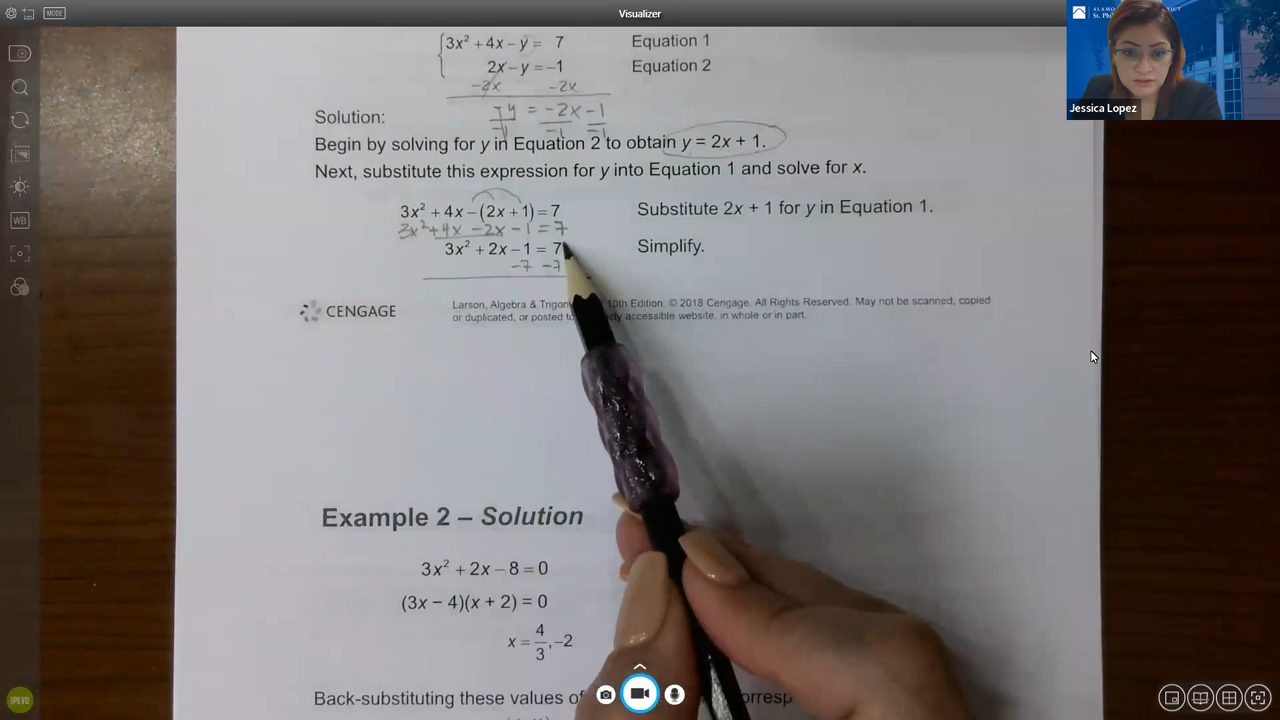 MODE
Visualizer
ALAMO
St. Phi
Jessica Lopez
3x² + 4x − y = 7 Equation 1
2x − y = −1 Equation 2
−2x −2x
Solution:
−y = −2x − 1
−1 −1 −1
Begin by solving for y in Equation 2 to obtain y = 2x + 1.
Next, substitute this expression for y into Equation 1 and solve for x.
3x² + 4x − (2x + 1) = 7 Substitute 2x + 1 for y in Equation 1.
3x² + 4x − 2x − 1 = 7
3x² + 2x − 1 = 7 Simplify.
−7 −7
CENGAGE
Larson, Algebra & Trigon 10th Edition. © 2018 Cengage. All Rights Reserved. May not be scanned, copied
or duplicated, or posted to accessible website, in whole or in part.
Example 2 – Solution
3x² + 2x − 8 = 0
(3x − 4)(x + 2) = 0
x = 4/3, −2
Back-substituting these values of orresp
WB
IPEVO